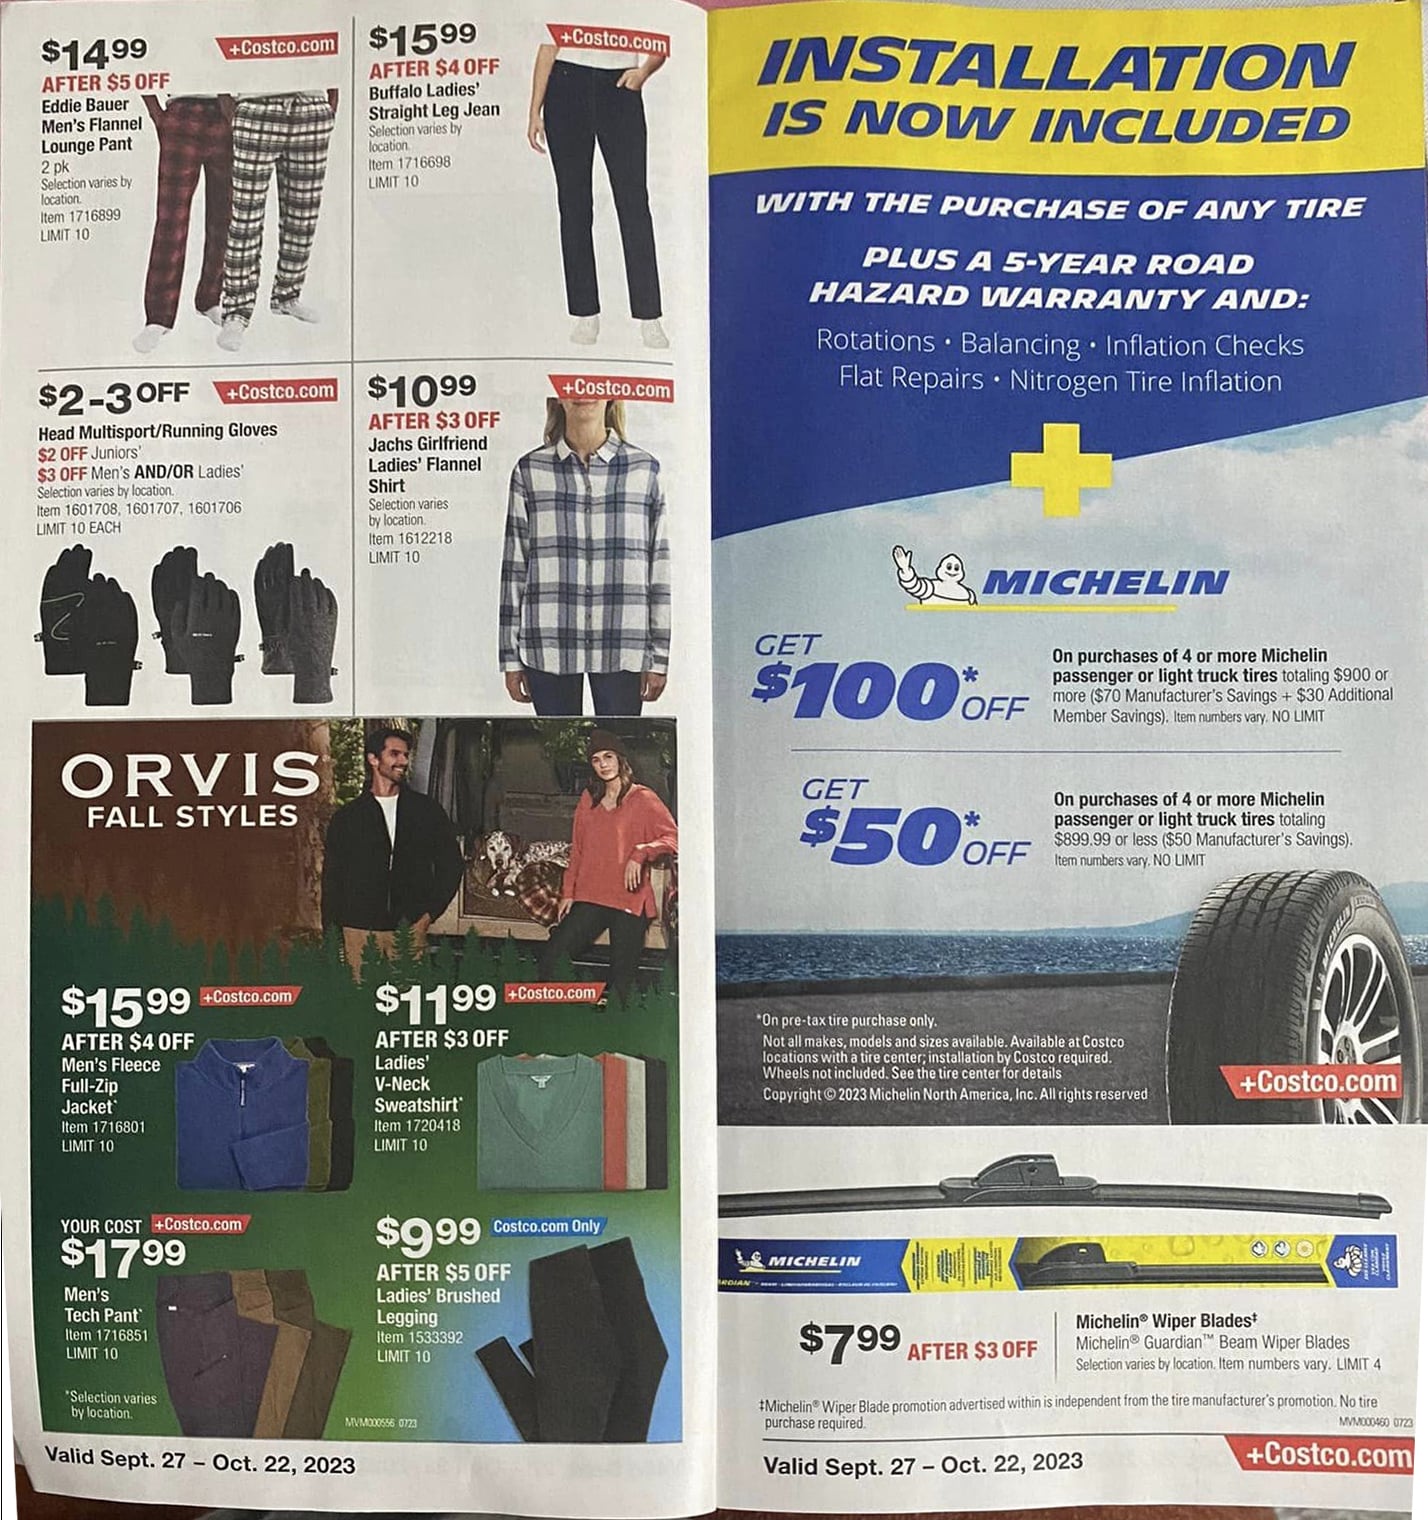 $14.99
+Costco.com
AFTER $5 OFF
Eddie Bauer
Men's Flannel
Lounge Pant
2 pk
Selection varies by
location.
Item 1716899
LIMIT 10
$15.99
+Costco.com
AFTER $4 OFF
Buffalo Ladies'
Straight Leg Jean
Selection varies by
location.
Item 1716698
LIMIT 10
$2-3 OFF
+Costco.com
Head Multisport/Running Gloves
$2 OFF Juniors'
$3 OFF Men's AND/OR Ladies'
Selection varies by location.
Item 1601708, 1601707, 1601706
LIMIT 10 EACH
$10.99
+Costco.com
AFTER $3 OFF
Jachs Girlfriend
Ladies' Flannel
Shirt
Selection varies
by location.
Item 1612218
LIMIT 10
ORVIS
FALL STYLES
$15.99
+Costco.com
AFTER $4 OFF
Men's Fleece
Full-Zip
Jacket*
Item 1716801
LIMIT 10
$11.99
+Costco.com
AFTER $3 OFF
Ladies'
V-Neck
Sweatshirt*
Item 1720418
LIMIT 10
YOUR COST
+Costco.com
$17.99
Men's
Tech Pant*
Item 1716851
LIMIT 10
*Selection varies
by location.
$9.99
Costco.com Only
AFTER $5 OFF
Ladies' Brushed
Legging
Item 1533392
LIMIT 10
MVM000556 0723
Valid Sept. 27 – Oct. 22, 2023
INSTALLATION
IS NOW INCLUDED
WITH THE PURCHASE OF ANY TIRE
PLUS A 5-YEAR ROAD
HAZARD WARRANTY AND:
Rotations • Balancing • Inflation Checks
Flat Repairs • Nitrogen Tire Inflation
MICHELIN
GET
$100* OFF
On purchases of 4 or more Michelin
passenger or light truck tires totaling $900 or
more ($70 Manufacturer's Savings + $30 Additional
Member Savings). Item numbers vary. NO LIMIT
GET
$50* OFF
On purchases of 4 or more Michelin
passenger or light truck tires totaling
$899.99 or less ($50 Manufacturer's Savings).
Item numbers vary. NO LIMIT
MICHELIN
*On pre-tax tire purchase only.
Not all makes, models and sizes available. Available at Costco
locations with a tire center; installation by Costco required.
Wheels not included. See the tire center for details
Copyright © 2023 Michelin North America, Inc. All rights reserved
+Costco.com
MICHELIN
$7.99 AFTER $3 OFF
Michelin® Wiper Blades‡
Michelin® Guardian™ Beam Wiper Blades
Selection varies by location. Item numbers vary. LIMIT 4
‡Michelin® Wiper Blade promotion advertised within is independent from the tire manufacturer's promotion. No tire
purchase required.
MVM000460 0723
Valid Sept. 27 – Oct. 22, 2023
+Costco.com